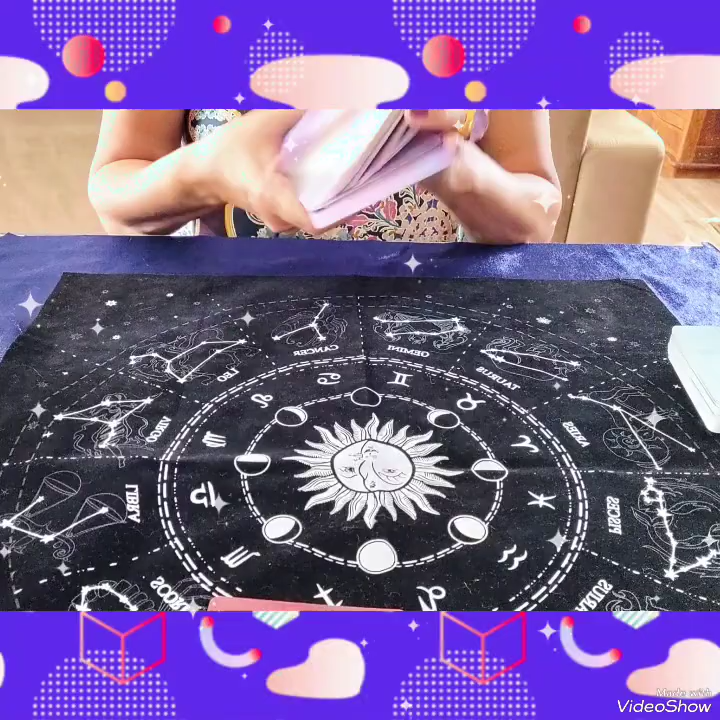 CANCER
GEMINI
LEO
TAURUS
VIRGO
ARIES
LIBRA
PISCES
Made with
VideoShow